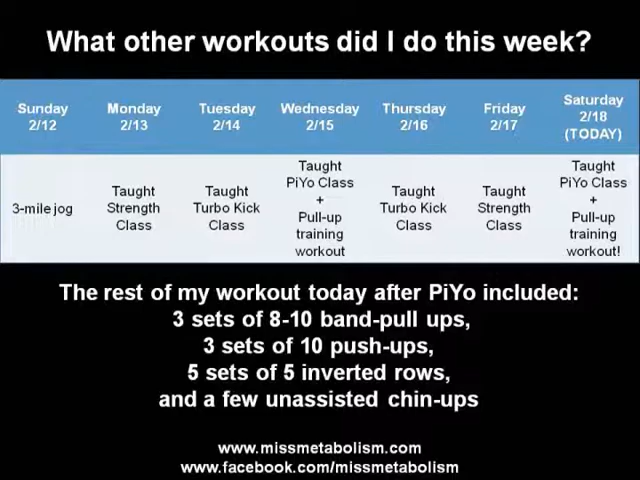 What other workouts did I do this week?
Sunday
2/12
Monday
2/13
Tuesday
2/14
Wednesday
2/15
Thursday
2/16
Friday
2/17
Saturday
2/18
(TODAY)
3-mile jog
Taught
Strength
Class
Taught
Turbo Kick
Class
Taught
PiYo Class
+
Pull-up
training
workout
Taught
Turbo Kick
Class
Taught
Strength
Class
Taught
PiYo Class
+
Pull-up
training
workout!
The rest of my workout today after PiYo included:
3 sets of 8-10 band-pull ups,
3 sets of 10 push-ups,
5 sets of 5 inverted rows,
and a few unassisted chin-ups
www.missmetabolism.com
www.facebook.com/missmetabolism